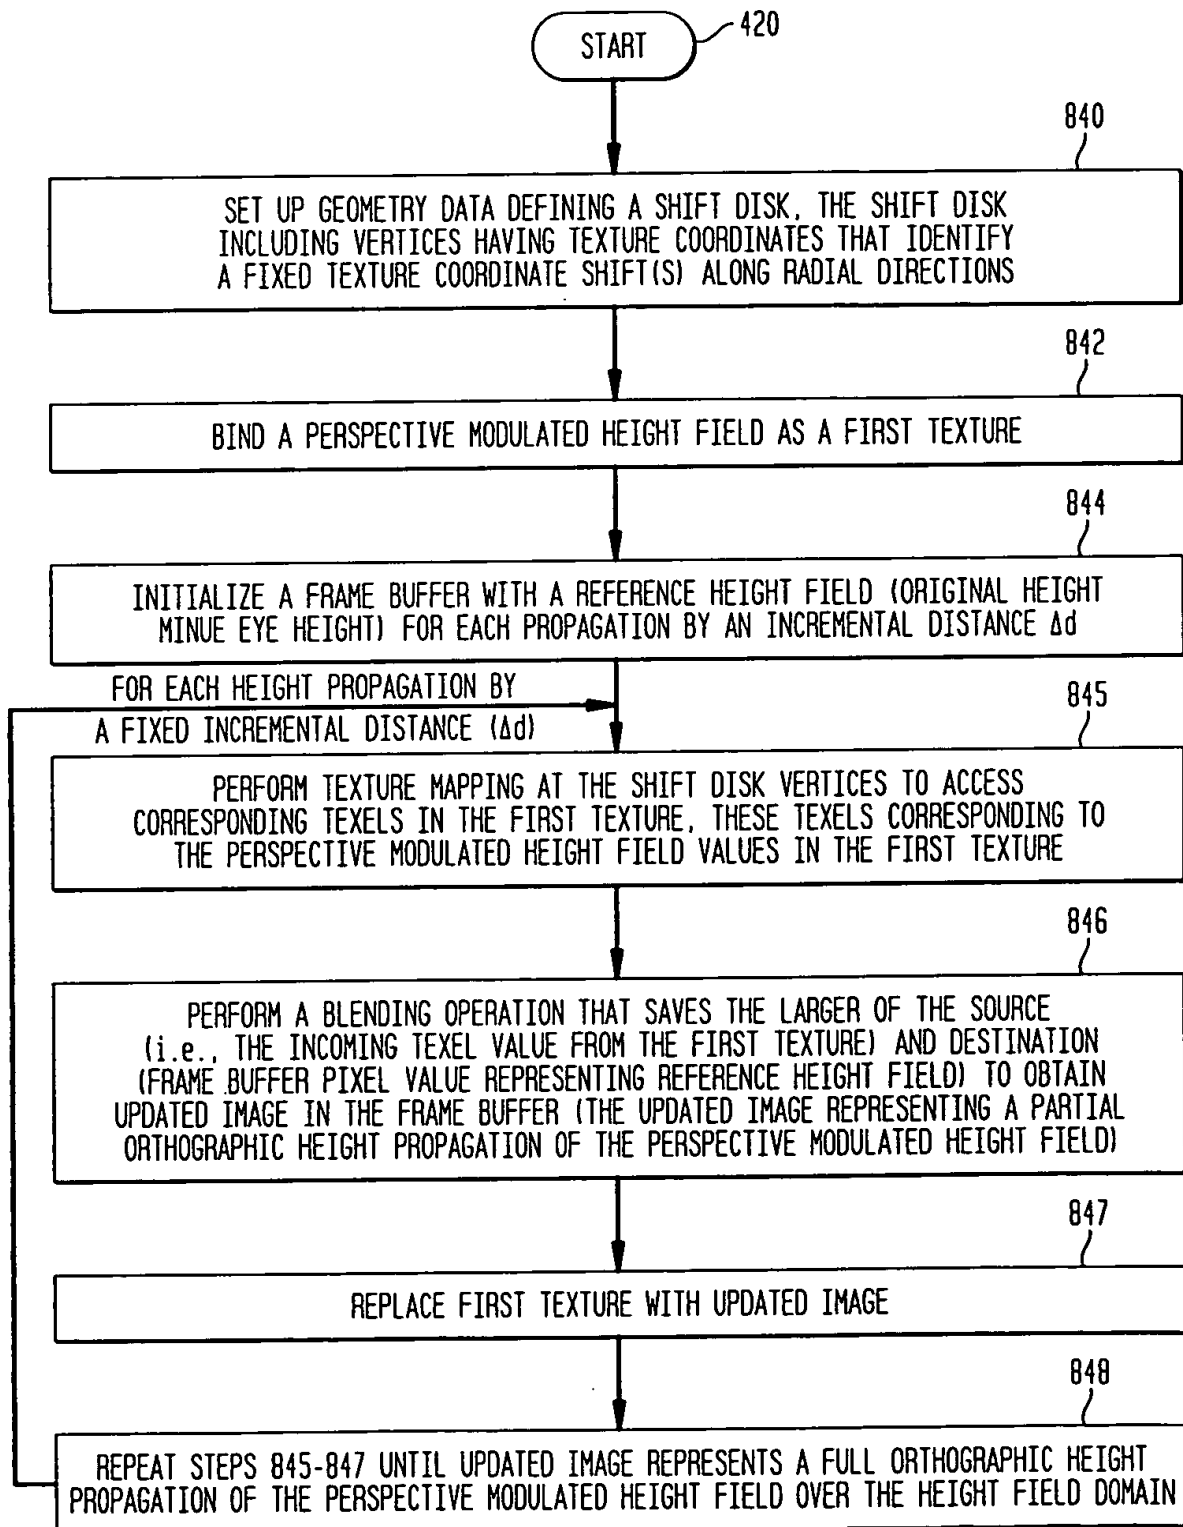 START
420
840
SET UP GEOMETRY DATA DEFINING A SHIFT DISK, THE SHIFT DISK
INCLUDING VERTICES HAVING TEXTURE COORDINATES THAT IDENTIFY
A FIXED TEXTURE COORDINATE SHIFT(S) ALONG RADIAL DIRECTIONS
842
BIND A PERSPECTIVE MODULATED HEIGHT FIELD AS A FIRST TEXTURE
844
INITIALIZE A FRAME BUFFER WITH A REFERENCE HEIGHT FIELD (ORIGINAL HEIGHT
MINUE EYE HEIGHT) FOR EACH PROPAGATION BY AN INCREMENTAL DISTANCE Δd
FOR EACH HEIGHT PROPAGATION BY
A FIXED INCREMENTAL DISTANCE (Δd)
845
PERFORM TEXTURE MAPPING AT THE SHIFT DISK VERTICES TO ACCESS
CORRESPONDING TEXELS IN THE FIRST TEXTURE, THESE TEXELS CORRESPONDING TO
THE PERSPECTIVE MODULATED HEIGHT FIELD VALUES IN THE FIRST TEXTURE
846
PERFORM A BLENDING OPERATION THAT SAVES THE LARGER OF THE SOURCE
(i.e., THE INCOMING TEXEL VALUE FROM THE FIRST TEXTURE) AND DESTINATION
(FRAME BUFFER PIXEL VALUE REPRESENTING REFERENCE HEIGHT FIELD) TO OBTAIN
UPDATED IMAGE IN THE FRAME BUFFER (THE UPDATED IMAGE REPRESENTING A PARTIAL
ORTHOGRAPHIC HEIGHT PROPAGATION OF THE PERSPECTIVE MODULATED HEIGHT FIELD)
847
REPLACE FIRST TEXTURE WITH UPDATED IMAGE
848
REPEAT STEPS 845-847 UNTIL UPDATED IMAGE REPRESENTS A FULL ORTHOGRAPHIC HEIGHT
PROPAGATION OF THE PERSPECTIVE MODULATED HEIGHT FIELD OVER THE HEIGHT FIELD DOMAIN